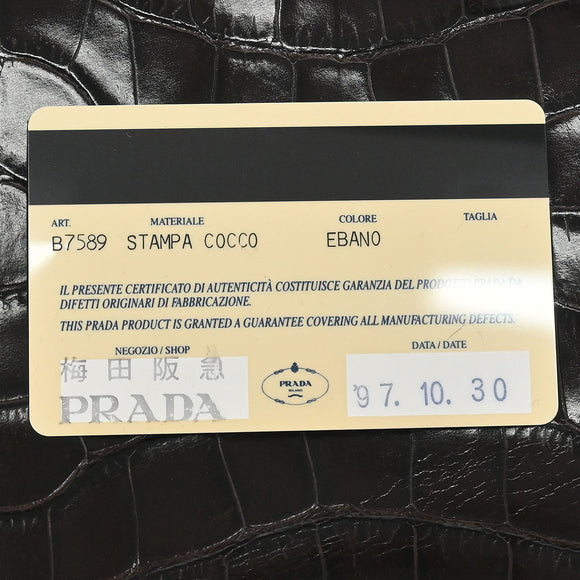 ART. MATERIALE COLORE TAGLIA
B7589 STAMPA COCCO EBANO
IL PRESENTE CERTIFICATO DI AUTENTICITÀ COSTITUISCE GARANZIA DEL PRODOTTO PRADA DA
DIFETTI ORIGINARI DI FABBRICAZIONE.
THIS PRADA PRODUCT IS GRANTED A GUARANTEE COVERING ALL MANUFACTURING DEFECTS.
NEGOZIO / SHOP
梅田阪急
PRADA
PRADA
MILANO
DATA / DATE
'97. 10. 30